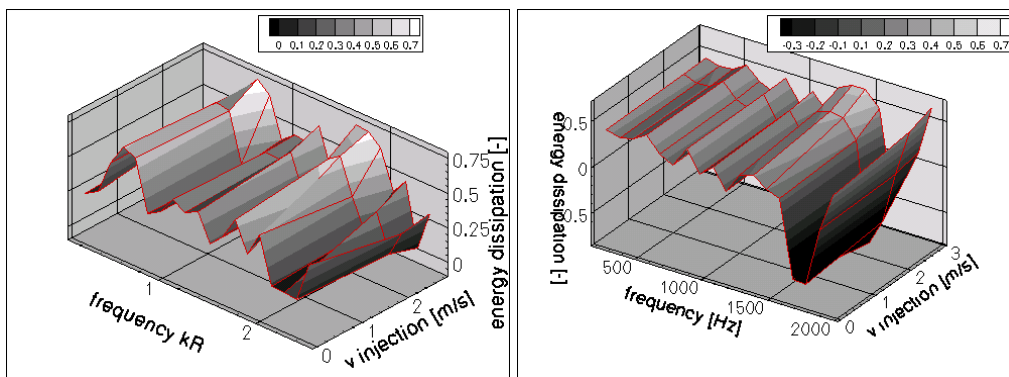 0 0.1 0.2 0.3 0.4 0.5 0.6 0.7
0.75
0.5
0.25
0
energy dissipation [-]
1
2
frequency kR
0
1
2
v injection [m/s]
-0.3 -0.2 -0.1 0.1 0.2 0.4 0.5 0.6 0.7
0.5
0
0.5
energy dissipation [-]
500
1000
1500
2000
frequency [Hz]
0
1
2
3
v injection [m/s]